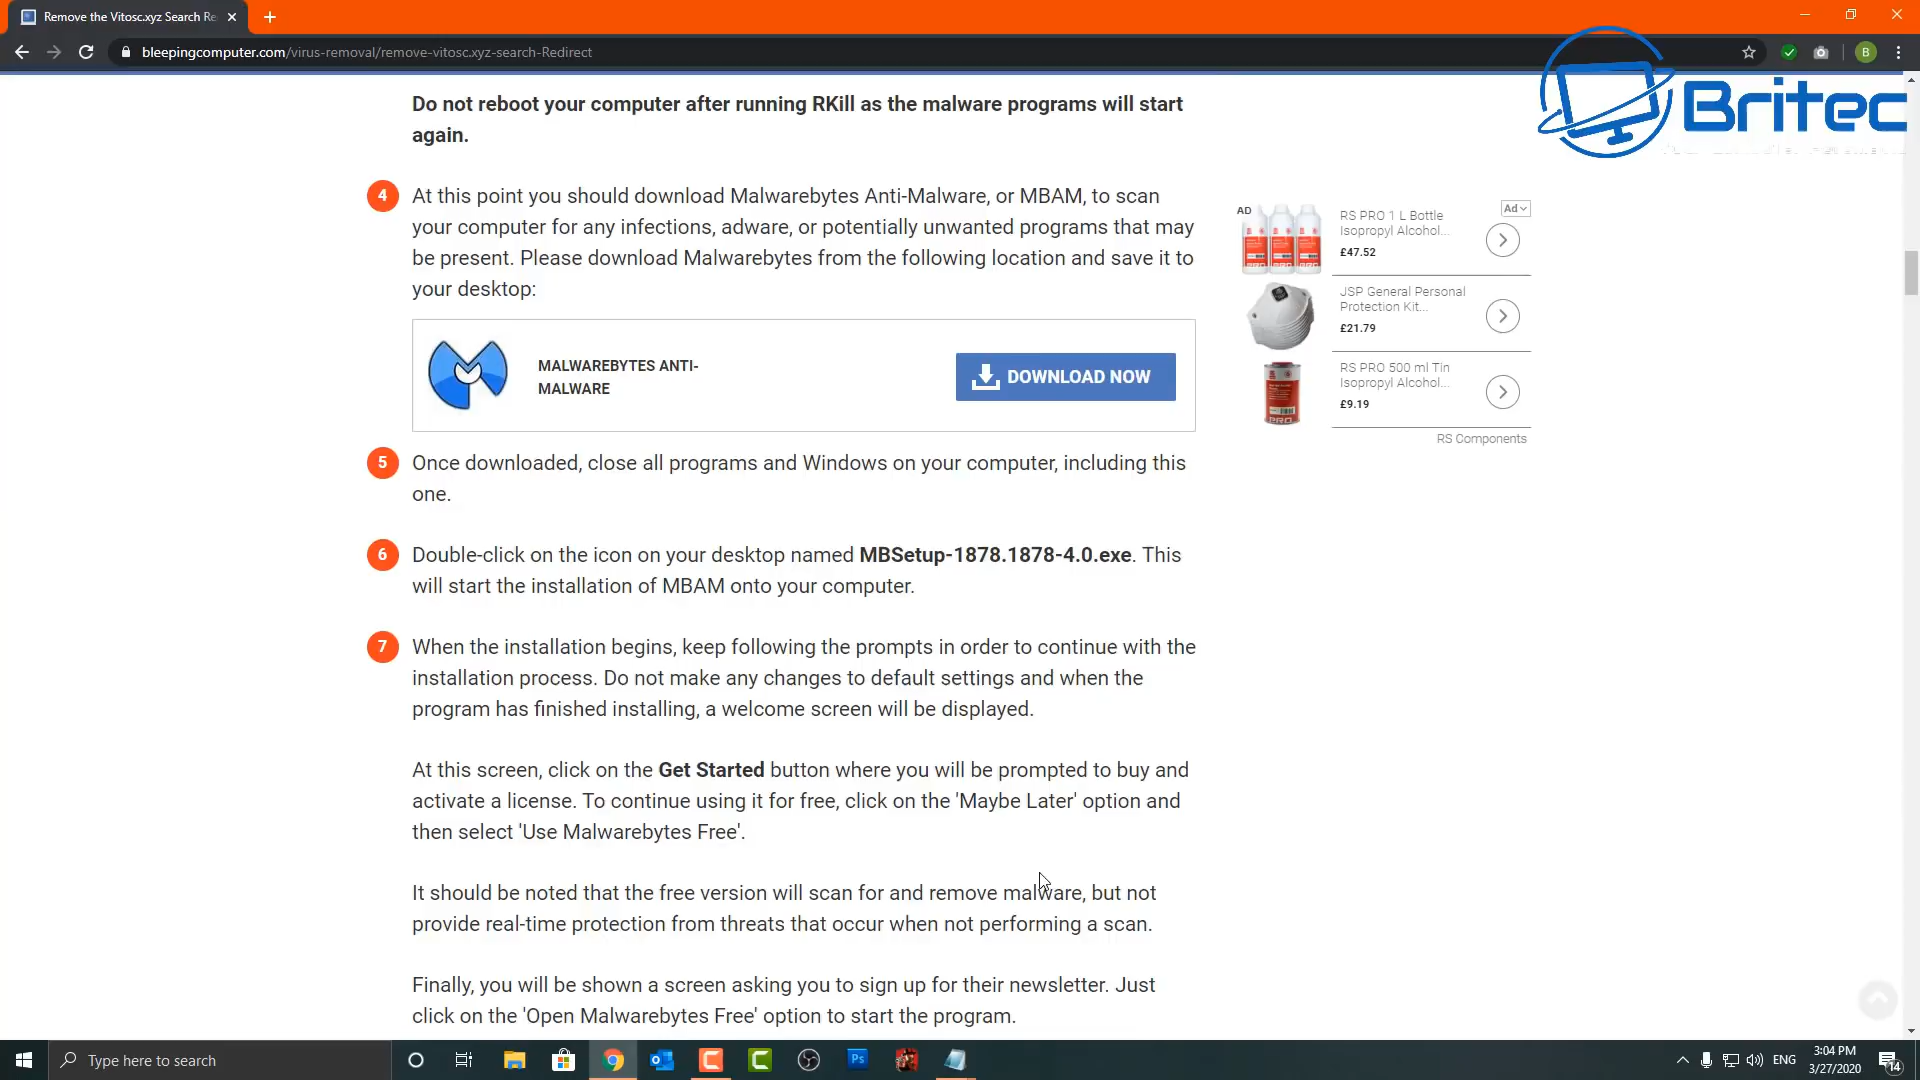 Remove the Vitosc.xyz Search Re
bleepingcomputer.com/virus-removal/remove-vitosc.xyz-search-Redirect
B
Britec
Do not reboot your computer after running RKill as the malware programs will start
again.
4
At this point you should download Malwarebytes Anti-Malware, or MBAM, to scan
your computer for any infections, adware, or potentially unwanted programs that may
be present. Please download Malwarebytes from the following location and save it to
your desktop:
MALWAREBYTES ANTI-
MALWARE
DOWNLOAD NOW
AD
Ad
RS PRO 1 L Bottle
Isopropyl Alcohol...
£47.52
JSP General Personal
Protection Kit...
£21.79
RS PRO 500 ml Tin
Isopropyl Alcohol...
£9.19
RS Components
5
Once downloaded, close all programs and Windows on your computer, including this
one.
6
Double-click on the icon on your desktop named MBSetup-1878.1878-4.0.exe. This
will start the installation of MBAM onto your computer.
7
When the installation begins, keep following the prompts in order to continue with the
installation process. Do not make any changes to default settings and when the
program has finished installing, a welcome screen will be displayed.
At this screen, click on the Get Started button where you will be prompted to buy and
activate a license. To continue using it for free, click on the 'Maybe Later' option and
then select 'Use Malwarebytes Free'.
It should be noted that the free version will scan for and remove malware, but not
provide real-time protection from threats that occur when not performing a scan.
Finally, you will be shown a screen asking you to sign up for their newsletter. Just
click on the 'Open Malwarebytes Free' option to start the program.
Type here to search
Ps
ENG
3:04 PM
3/27/2020
14